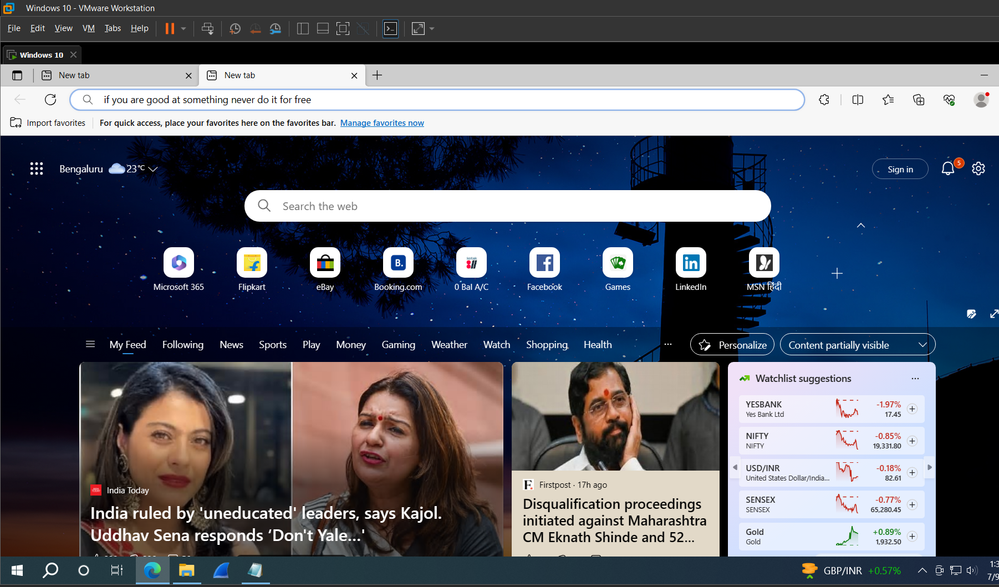 Windows 10 - VMware Workstation
File Edit View VM Tabs Help
Windows 10
New tab
New tab
if you are good at something never do it for free
Import favorites For quick access, place your favorites here on the favorites bar. Manage favorites now
Bengaluru 23°C
Sign in
5
Search the web
Microsoft 365
Flipkart
eBay
B.
Booking.com
kotak
0 Bal A/C
Facebook
Games
LinkedIn
MSN हिंदी
My Feed Following News Sports Play Money Gaming Weather Watch Shopping Health ...
Personalize
Content partially visible
India Today
India ruled by 'uneducated' leaders, says Kajol.
Uddhav Sena responds ‘Don't Yale...'
F.
Firstpost · 17h ago
Disqualification proceedings
initiated against Maharashtra
CM Eknath Shinde and 52...
Watchlist suggestions ...
YESBANK -1.97%
Yes Bank Ltd 17.45
NIFTY -0.85%
NIFTY 19,331.80
USD/INR -0.18%
United States Dollar/India... 82.61
SENSEX -0.77%
SENSEX 65,280.45
Gold +0.89%
Gold 1,932.50
GBP/INR +0.57%
1:3
7/9